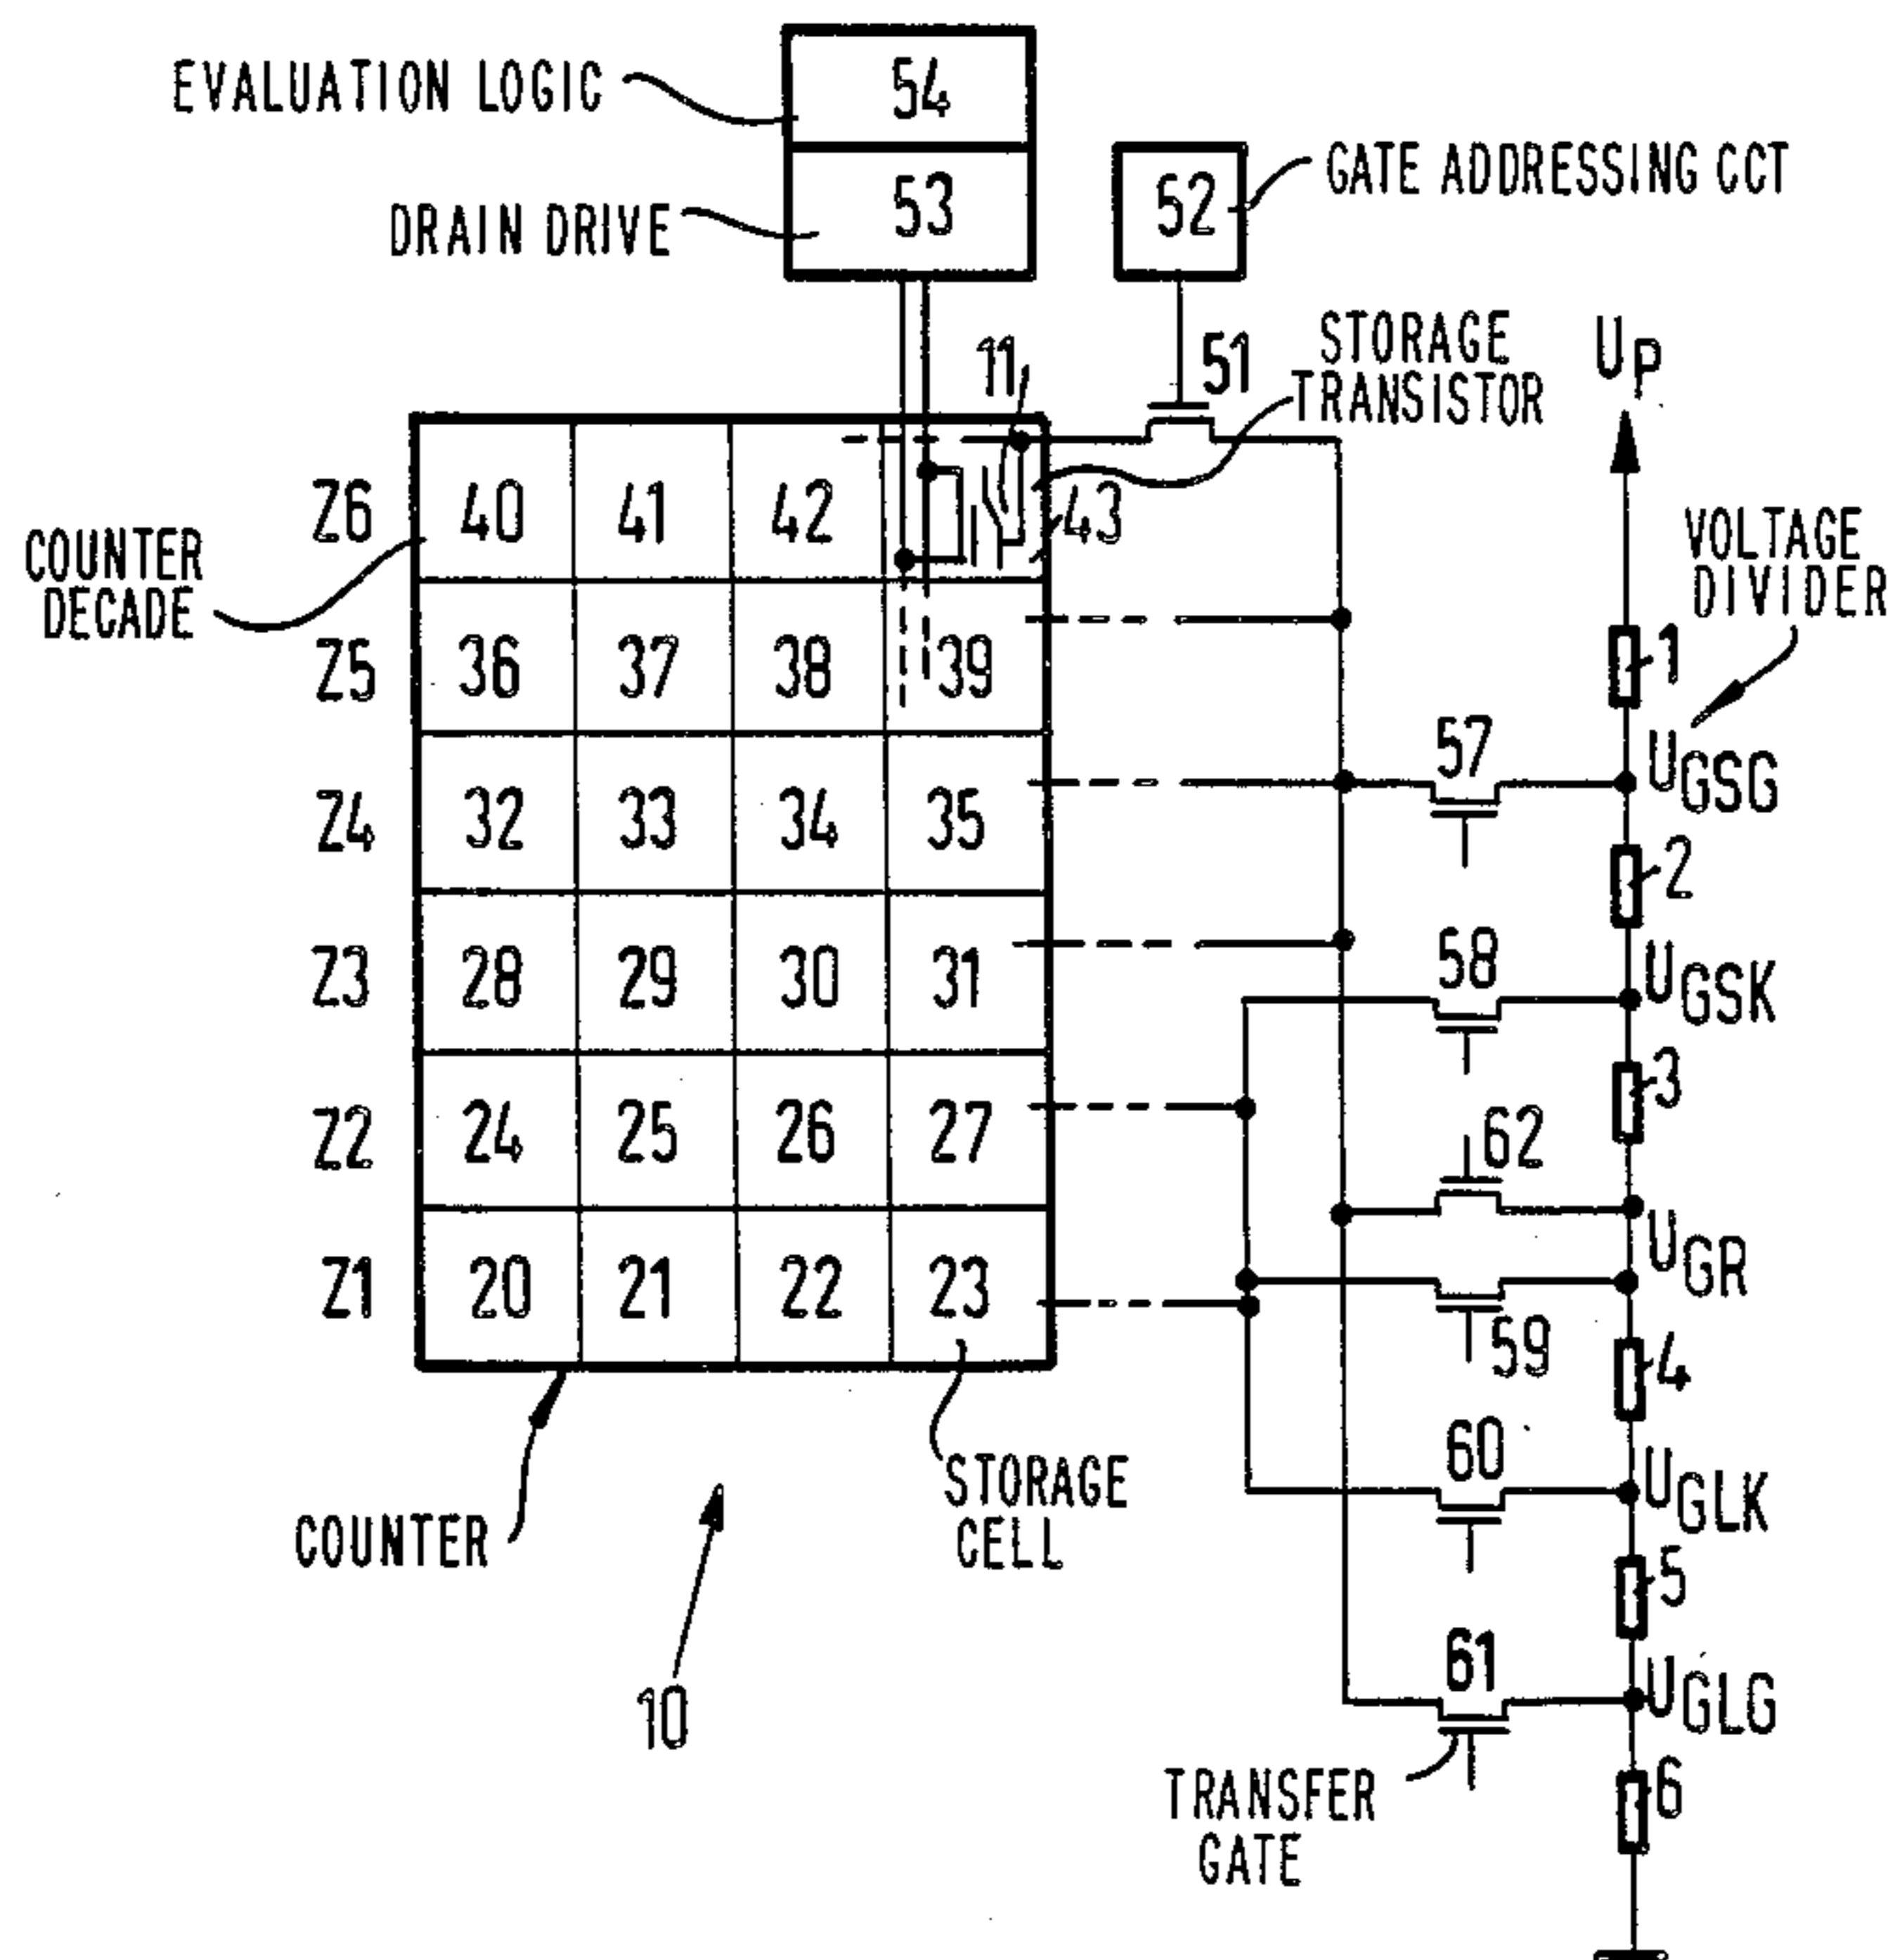 EVALUATION LOGIC
54
DRAIN DRIVE
53
52
GATE ADDRESSING CCT
11
STORAGE
TRANSISTOR
51
UP
COUNTER
DECADE
Z6
40
41
42
43
VOLTAGE
DIVIDER
Z5
36
37
38
39
1
57
UGSG
Z4
32
33
34
35
2
Z3
28
29
30
31
58
UGSK
3
Z2
24
25
26
27
62
UGR
Z1
20
21
22
23
59
4
60
UGLK
STORAGE
CELL
COUNTER
5
10
61
UGLG
TRANSFER
GATE
6